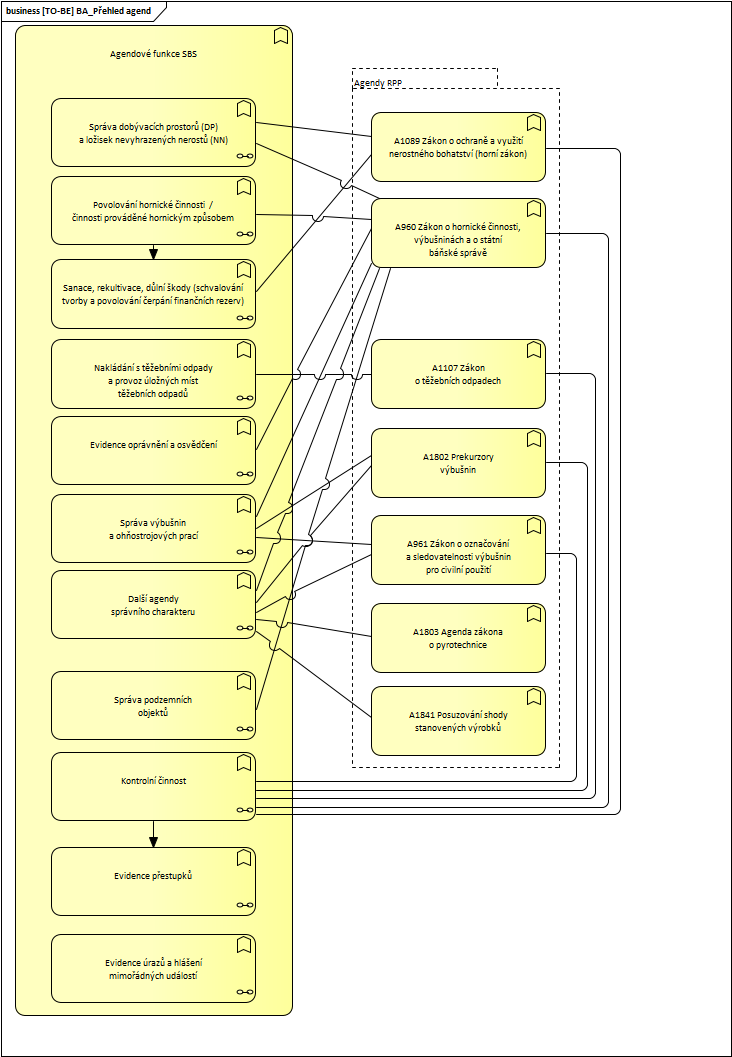 business [TO-BE] BA_Přehled agend
Agendové funkce SBS
Správa dobývacích prostorů (DP)
a ložisek nevyhrazených nerostů (NN)
Povolování hornické činnosti /
činnosti prováděné hornickým způsobem
Sanace, rekultivace, důlní škody (schvalování
tvorby a povolování čerpání finančních rezerv)
Nakládání s těžebními odpady
a provoz úložných míst
těžebních odpadů
Evidence oprávnění a osvědčení
Správa výbušnin
a ohňostrojových prací
Další agendy
správního charakteru
Správa podzemních
objektů
Kontrolní činnost
Evidence přestupků
Evidence úrazů a hlášení
mimořádných událostí
Agendy RPP
A1089 Zákon o ochraně a využití
nerostného bohatství (horní zákon)
A960 Zákon o hornické činnosti,
výbušninách a o státní
báňské správě
A1107 Zákon
o těžebních odpadech
A1802 Prekurzory
výbušnin
A961 Zákon o označování
a sledovatelnosti výbušnin
pro civilní použití
A1803 Agenda zákona
o pyrotechnice
A1841 Posuzování shody
stanovených výrobků